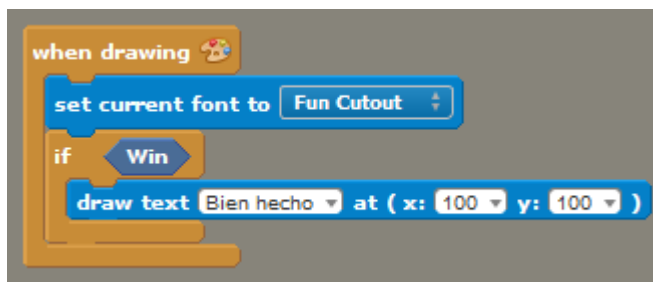 when drawing
set current font to Fun Cutout
if Win
draw text Bien hecho at ( x: 100 y: 100 )